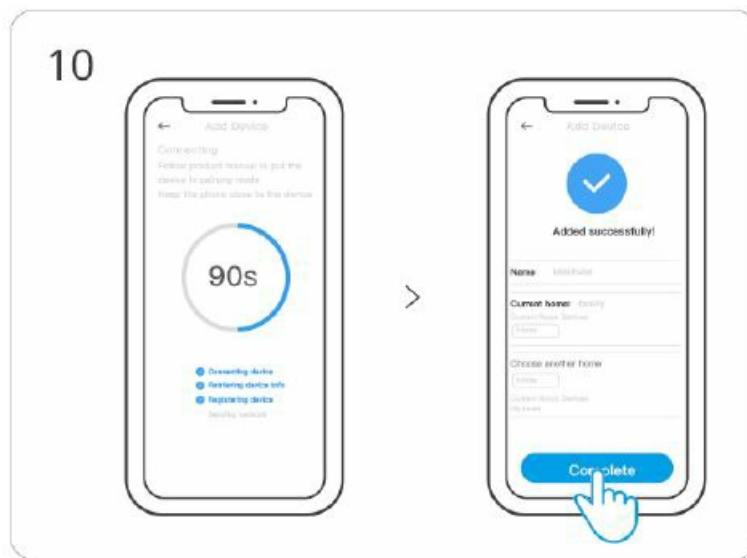 10
Add Device
Connecting
Follow product manual to put the
device in pairing mode
Keep the phone close to the device
90s
Connecting device
Retrieving device info
Registering device
>
Add Device
Added successfully!
Name
Current home: family
Choose another home
Complete